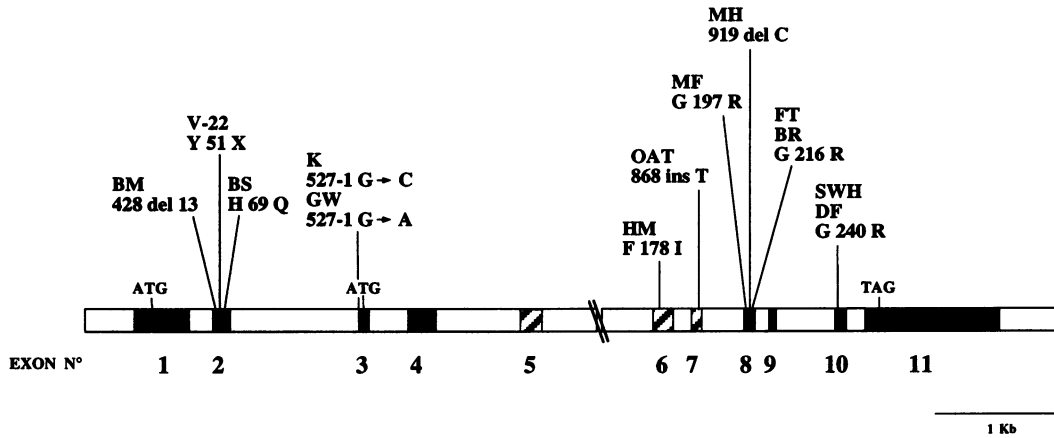 MH
919 del C
MF
G 197 R
FT
BR
G 216 R
V-22
Y 51 X
K
527-1 G → C
GW
527-1 G → A
OAT
868 ins T
BM
428 del 13
BS
H 69 Q
SWH
DF
G 240 R
HM
F 178 I
ATG
ATG
TAG
EXON N° 1 2 3 4 5 6 7 8 9 10 11
1 Kb